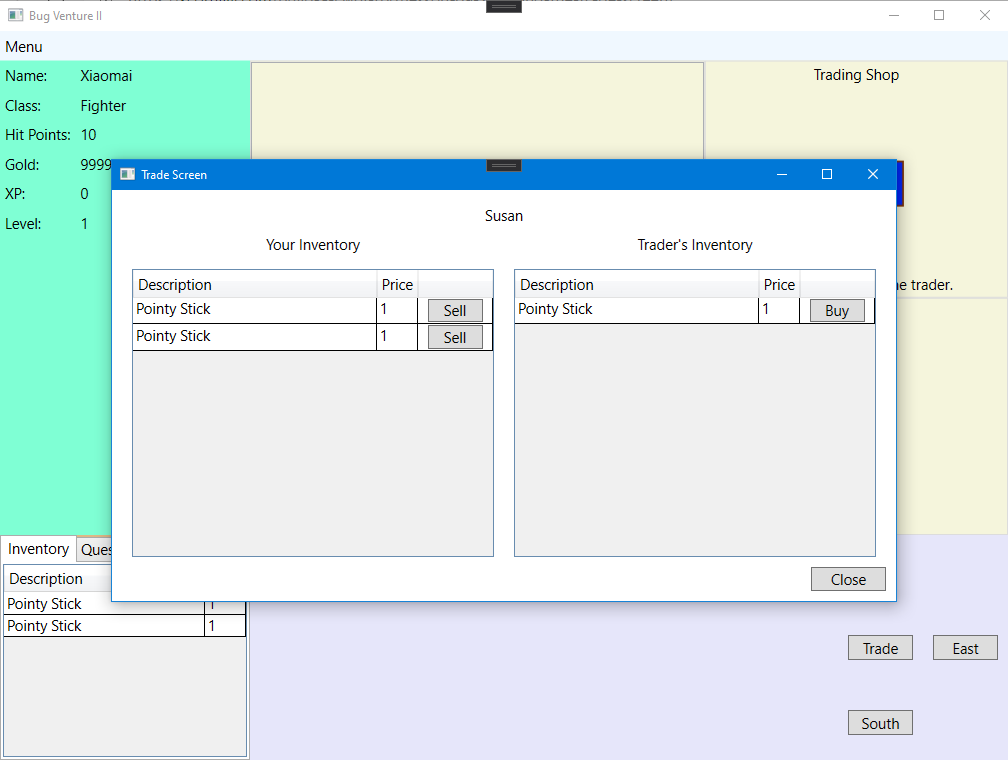 Bug Venture II
Menu
Name: Xiaomai
Class: Fighter
Hit Points: 10
Gold: 9999
XP: 0
Level: 1
Trading Shop
trader.
Trade Screen
Susan
Your Inventory
Description Price
Pointy Stick 1 Sell
Pointy Stick 1 Sell
Trader's Inventory
Description Price
Pointy Stick 1 Buy
Close
Inventory
Description
Pointy Stick 1
Pointy Stick 1
Trade East
South